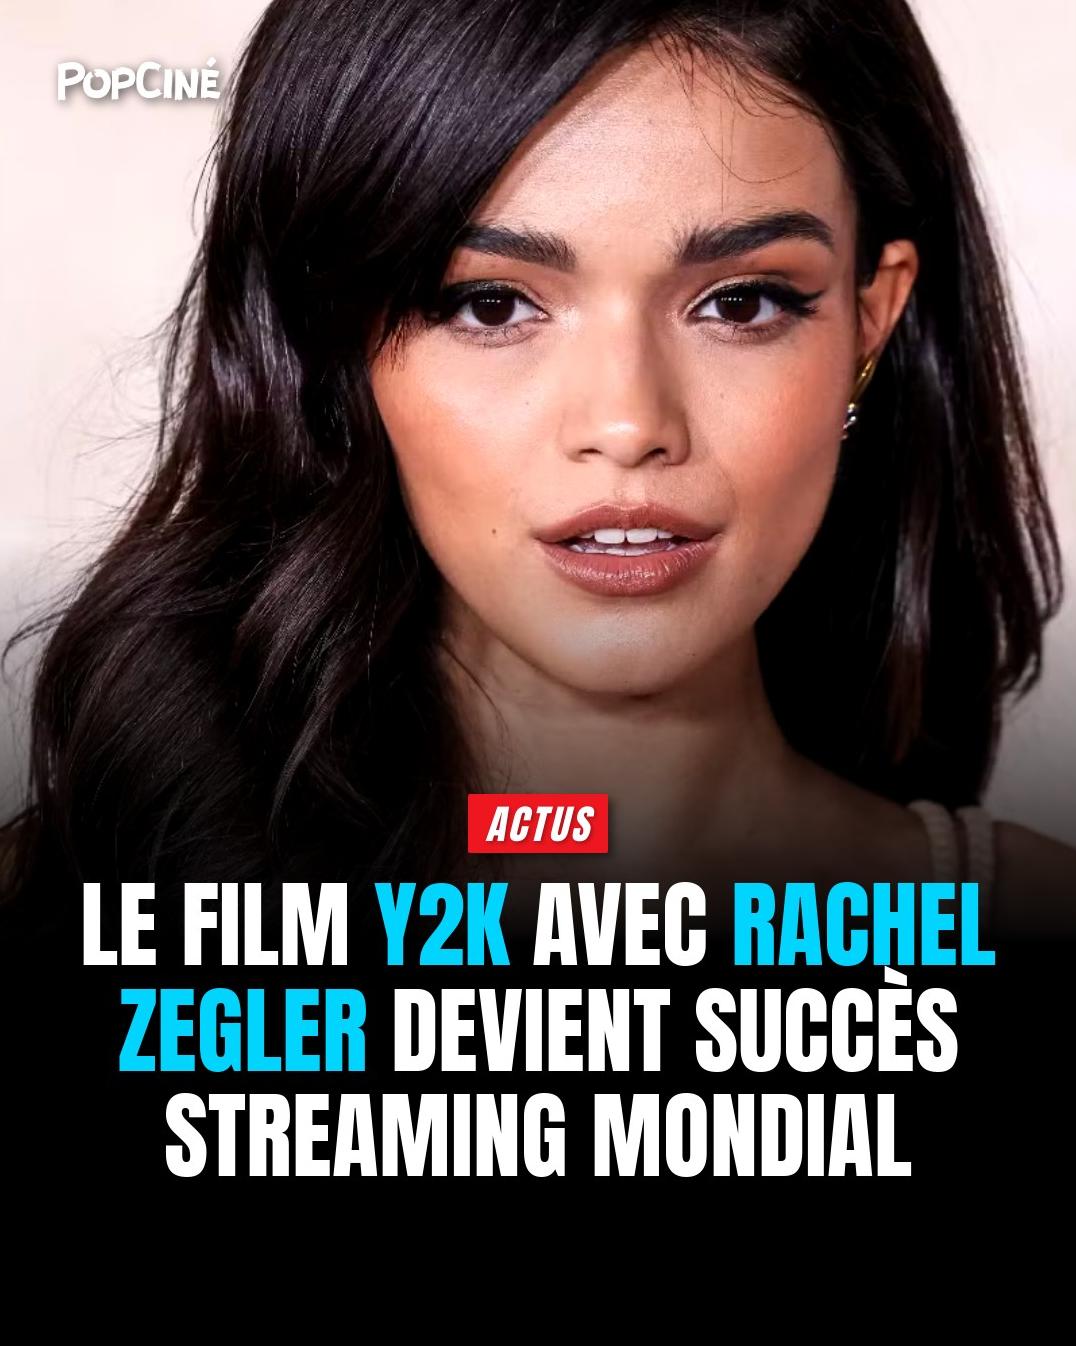 POPCINÉ
ACTUS
LE FILM Y2K AVEC RACHEL
ZEGLER DEVIENT SUCCÈS
STREAMING MONDIAL